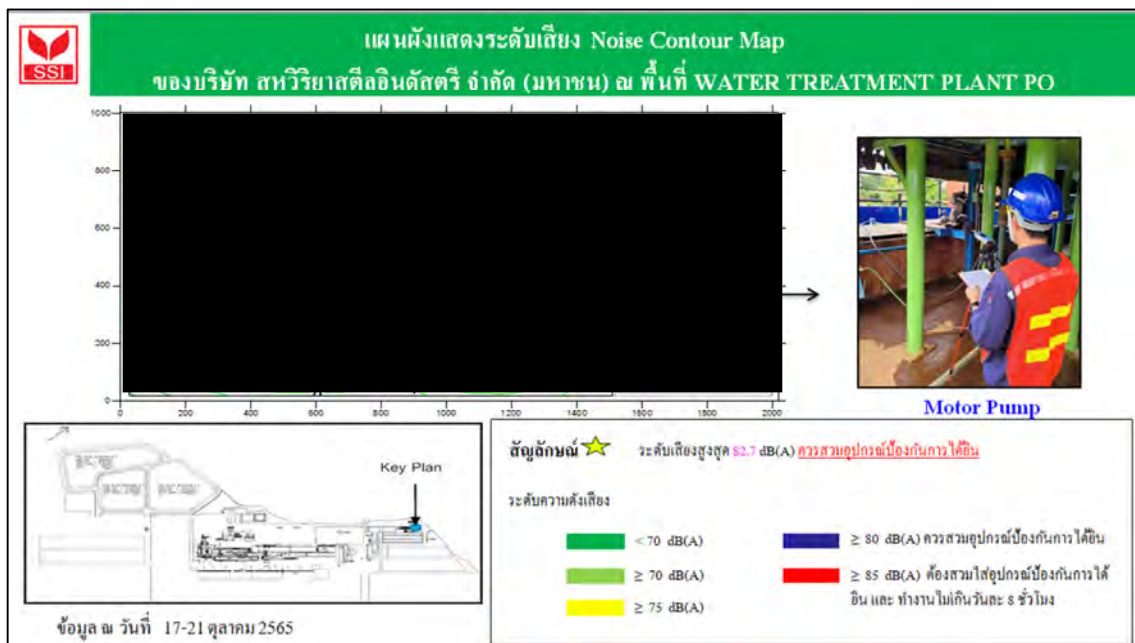 SSI
แผนผังแสดงระดับเสียง Noise Contour Map
ของบริษัท สหวิริยาสตีลอินดัสตรี จำกัด (มหาชน) ณ พื้นที่ WATER TREATMENT PLANT PO
1000
800
600
400
200
0
0 200 400 600 800 1000 1200 1400 1600 1800 2000
Motor Pump
Key Plan
สัญลักษณ์ ระดับเสียงสูงสุด 82.7 dB(A) ควรสวมอุปกรณ์ป้องกันการได้ยิน
ระดับความดังเสียง
< 70 dB(A)
≥ 70 dB(A)
≥ 75 dB(A)
≥ 80 dB(A) ควรสวมอุปกรณ์ป้องกันการได้ยิน
≥ 85 dB(A) ต้องสวมใส่อุปกรณ์ป้องกันการได้
ยิน และ ทำงานไม่เกินวันละ 8 ชั่วโมง
ข้อมูล ณ วันที่ 17-21 ตุลาคม 2565